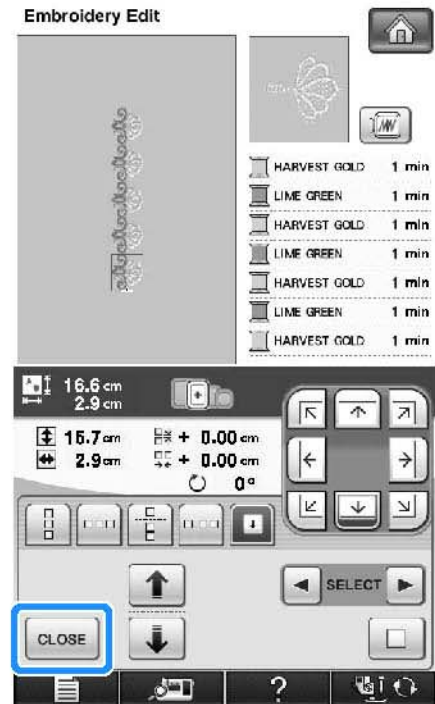 Embroidery Edit
HARVEST GOLD 1 min
LIME GREEN 1 min
HARVEST GOLD 1 min
LIME GREEN 1 min
HARVEST GOLD 1 min
LIME GREEN 1 min
HARVEST GOLD 1 min
16.6 cm
2.9 cm
15.7 cm + 0.00 cm
2.9 cm + 0.00 cm
0°
SELECT
CLOSE
?